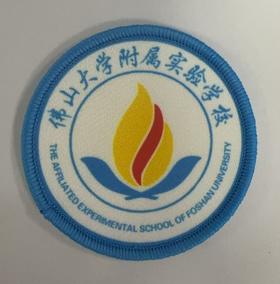 佛山大学附属实验学校
THE AFFILIATED EXPERIMENTAL SCHOOL OF FOSHAN UNIVERSITY